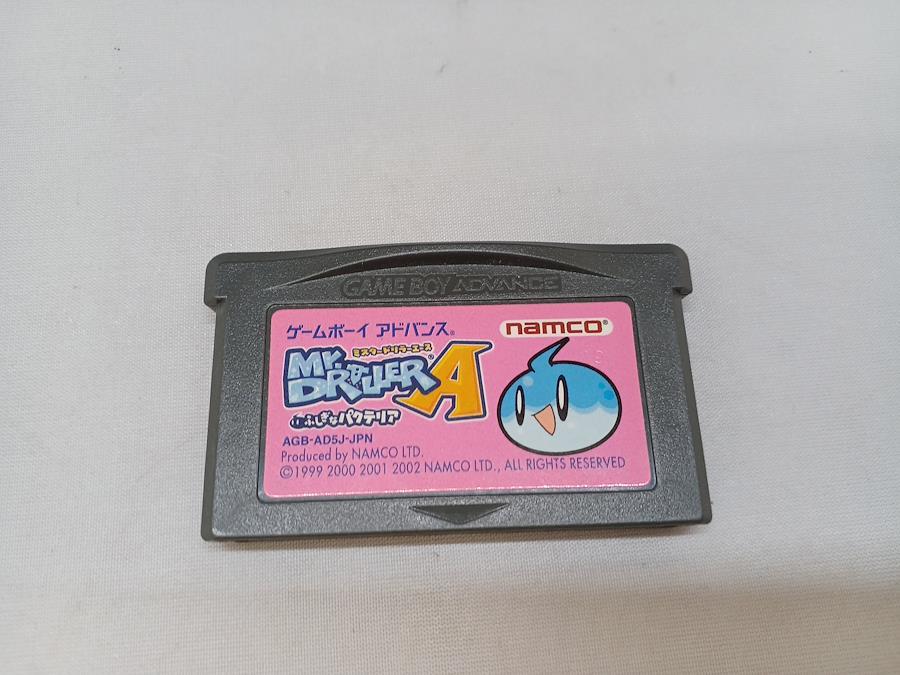 GAME BOY ADVANCE
ゲームボーイ アドバンス®
namco®
ミスタードリラーエース
MR. DRILLER® A
ふしぎなパクテリア
AGB-AD5J-JPN
Produced by NAMCO LTD.
©1999 2000 2001 2002 NAMCO LTD., ALL RIGHTS RESERVED